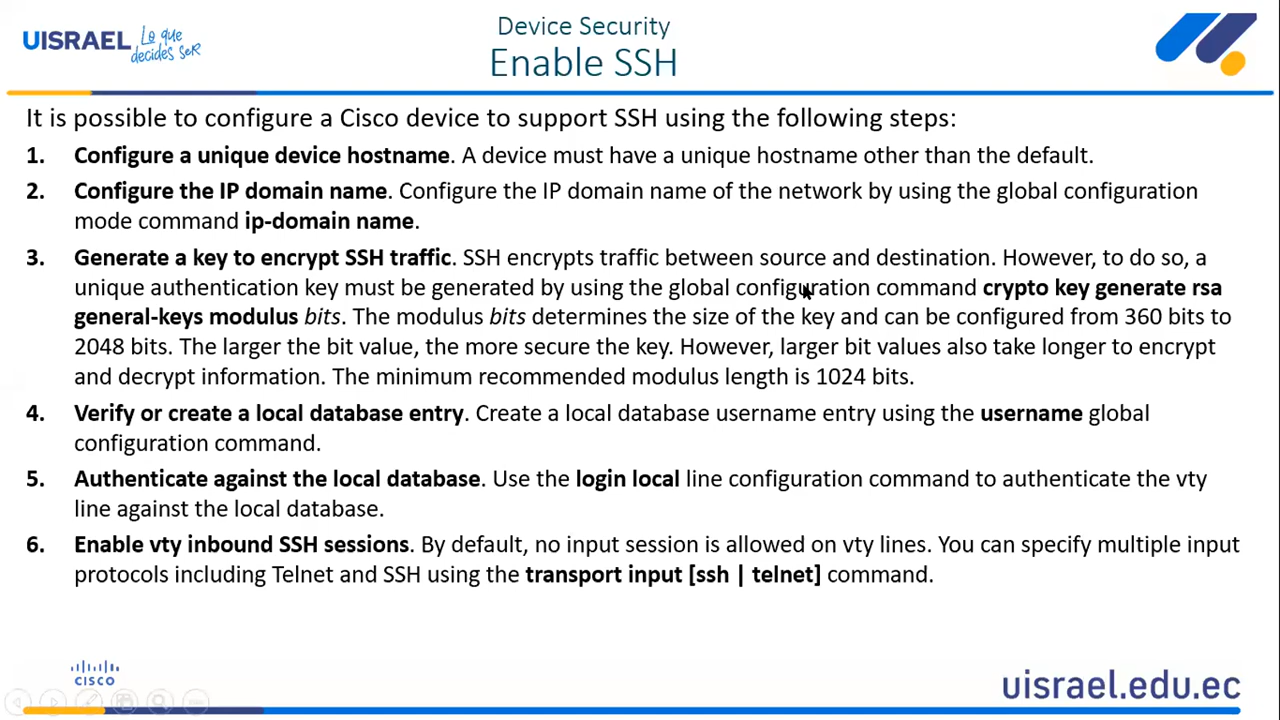 Device Security
UISRAEL Lo que
decides seR
Enable SSH
It is possible to configure a Cisco device to support SSH using the following steps:
1. Configure a unique device hostname. A device must have a unique hostname other than the default.
2. Configure the IP domain name. Configure the IP domain name of the network by using the global configuration
mode command ip-domain name.
3. Generate a key to encrypt SSH traffic. SSH encrypts traffic between source and destination. However, to do so, a
unique authentication key must be generated by using the global configuration command crypto key generate rsa
general-keys modulus bits. The modulus bits determines the size of the key and can be configured from 360 bits to
2048 bits. The larger the bit value, the more secure the key. However, larger bit values also take longer to encrypt
and decrypt information. The minimum recommended modulus length is 1024 bits.
4. Verify or create a local database entry. Create a local database username entry using the username global
configuration command.
5. Authenticate against the local database. Use the login local line configuration command to authenticate the vty
line against the local database.
6. Enable vty inbound SSH sessions. By default, no input session is allowed on vty lines. You can specify multiple input
protocols including Telnet and SSH using the transport input [ssh | telnet] command.
CISCO
uisrael.edu.ec